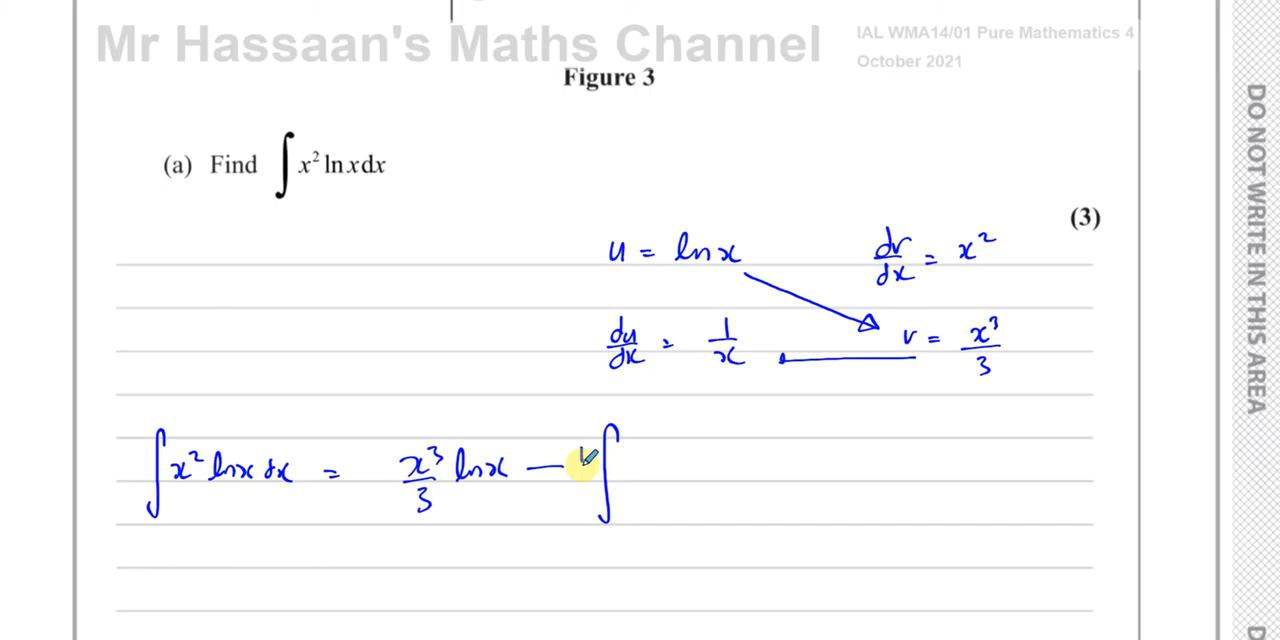 Mr Hassaan's Maths Channel
IAL WMA14/01 Pure Mathematics 4
October 2021
Figure 3
(a) Find ∫ x² ln x dx
(3)
u = ln x
dv/dx = x²
du/dx = 1/x
v = x³/3
∫ x² ln x dx = x³/3 ln x — ∫
DO NOT WRITE IN THIS AREA